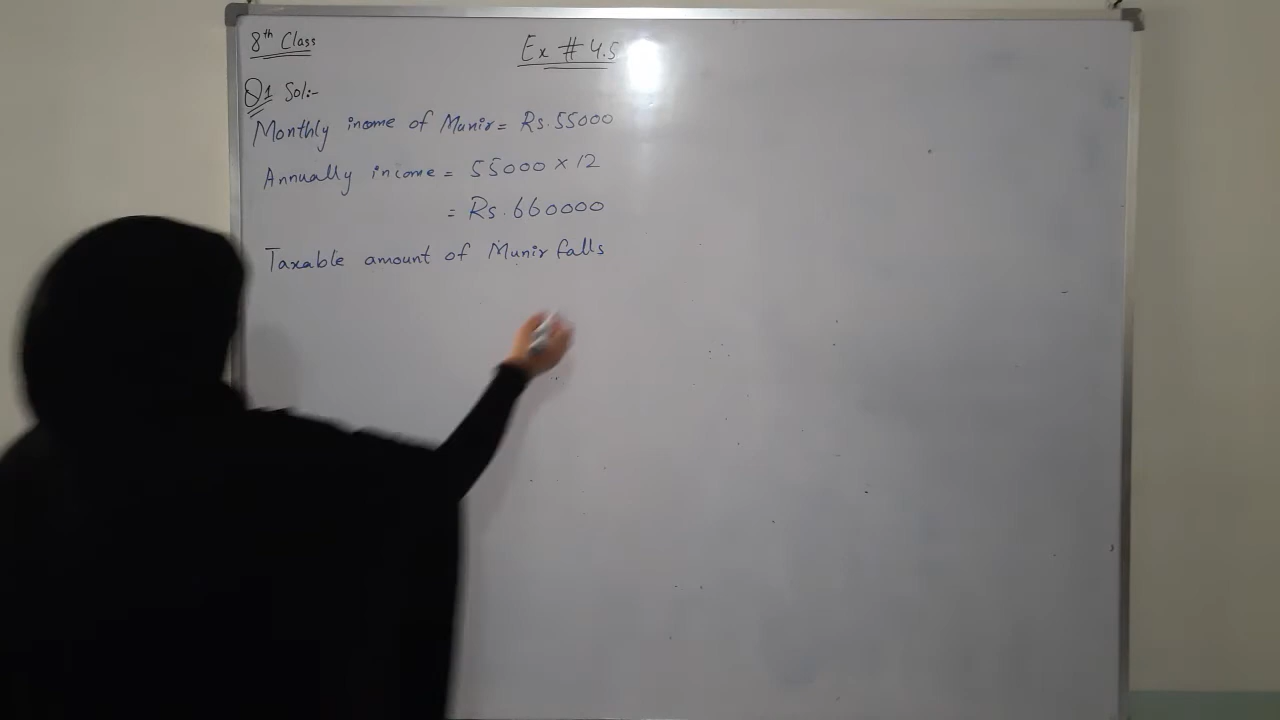 8th Class
Ex # 4.5
Q1 Sol:-
Monthly income of Munir = Rs. 55000
Annually income = 55000 × 12
= Rs. 660000
Taxable amount of Munir falls